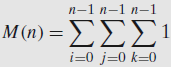 n−1 n−1 n−1
M(n) = ∑ ∑ ∑ 1
i=0 j=0 k=0